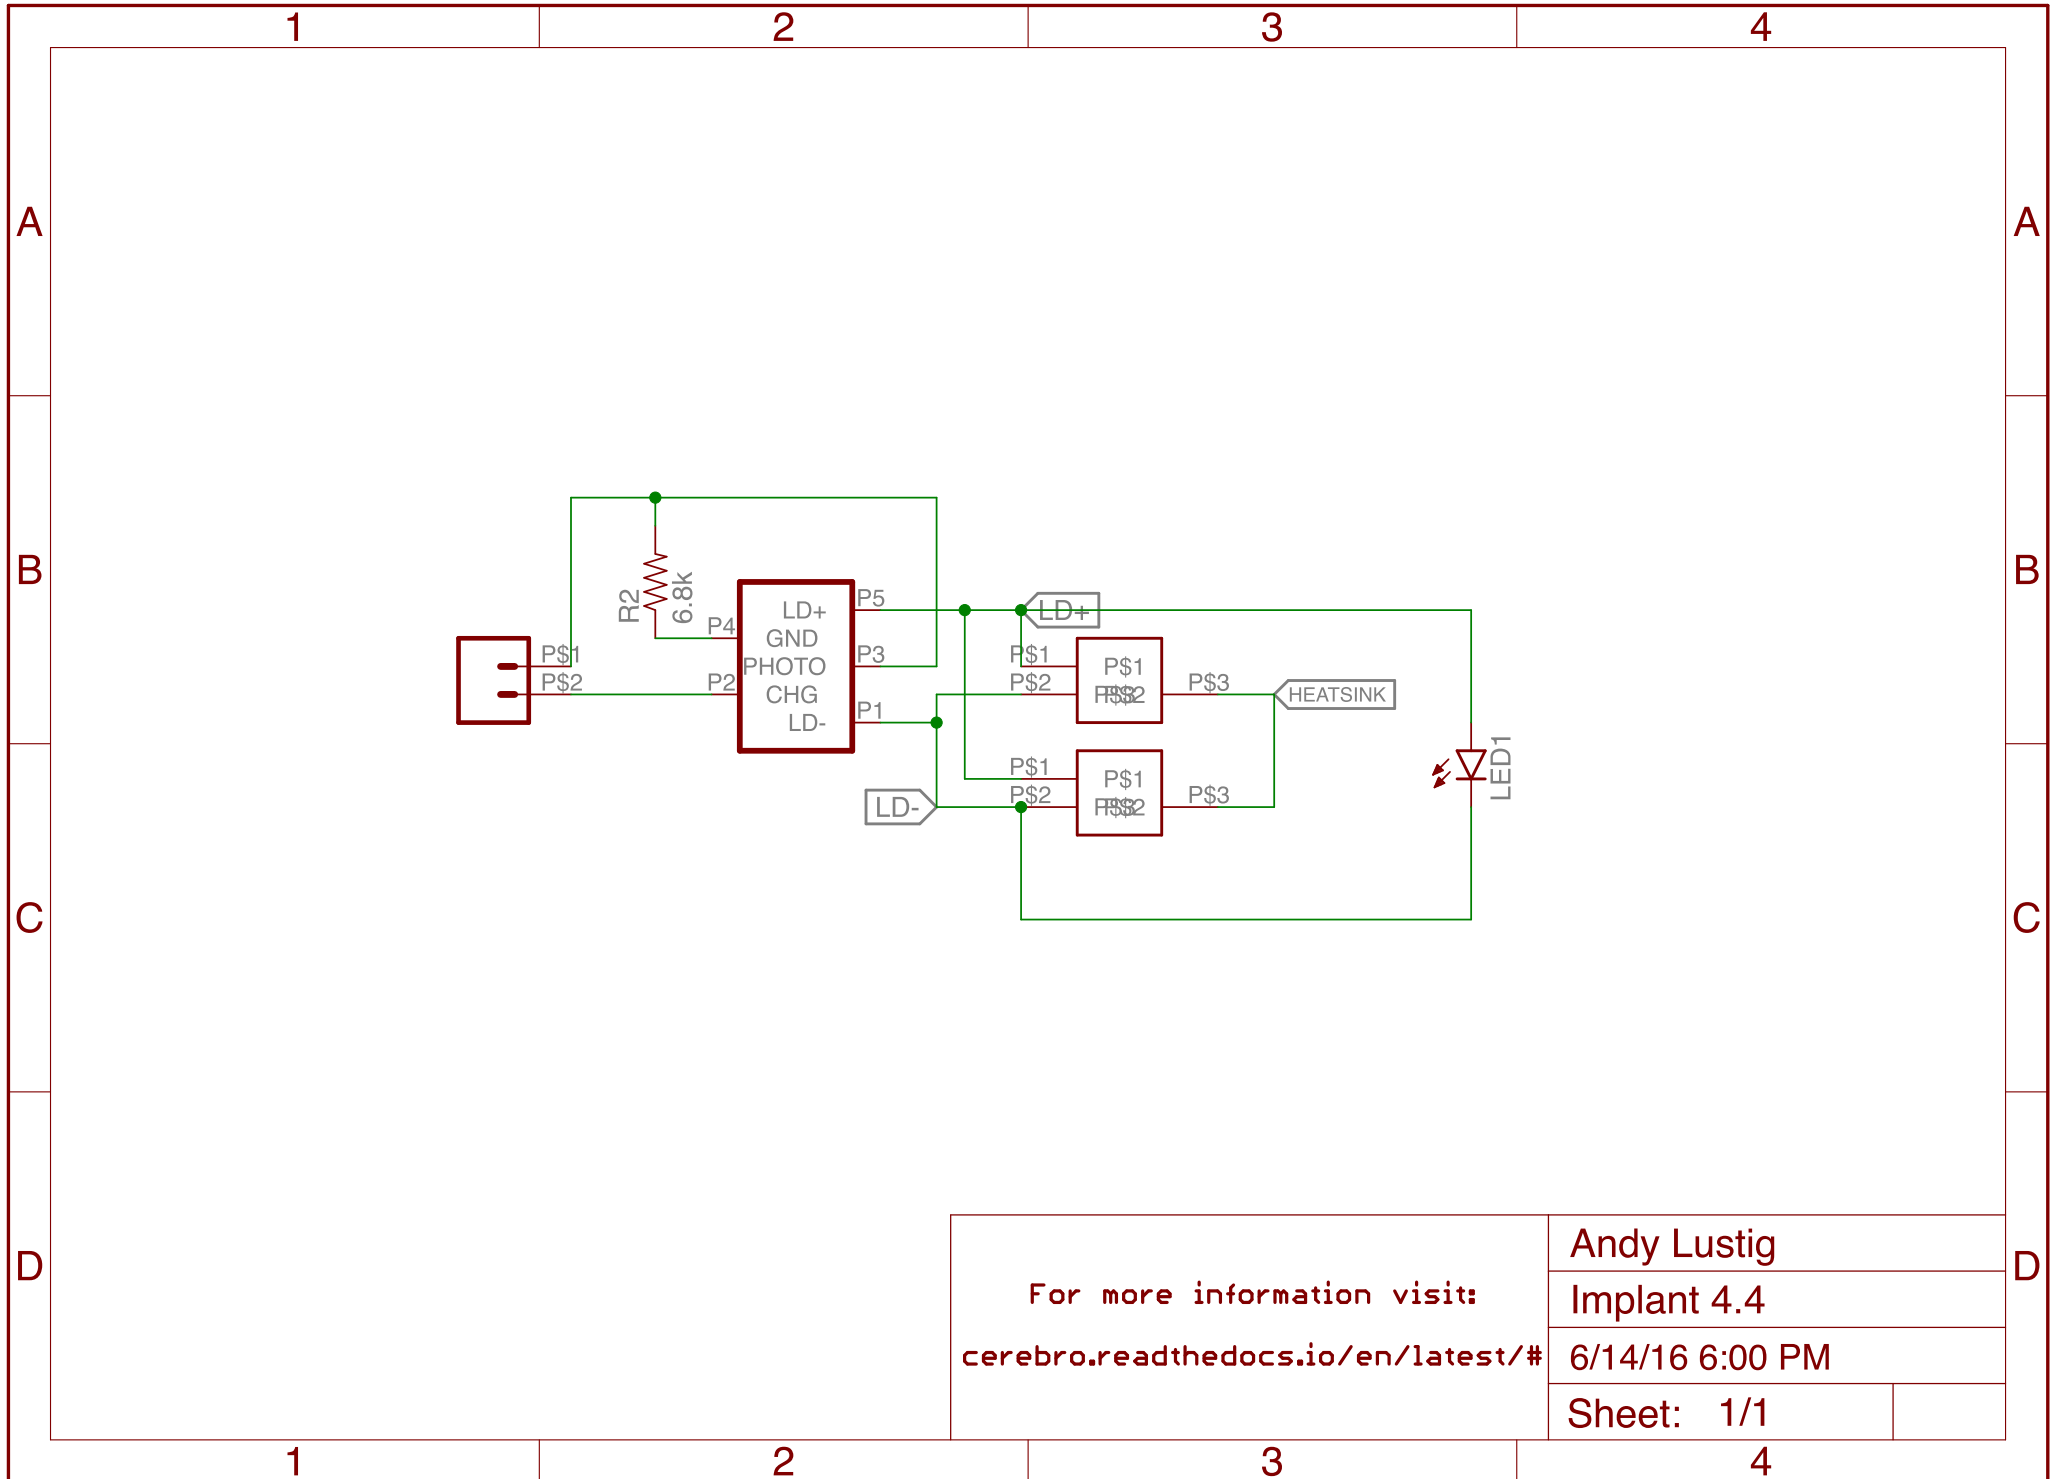 1 2 3 4
A A
B B
C C
D D
R2
6.8k
P$1
P$2
P4
P2
LD+
GND
PHOTO
CHG
LD-
P5
P3
P1
LD+
P$1
P$2
P$1
P$3
HEATSINK
LD-
P$1
P$2
P$1
P$3
LED1
For more information visit:
cerebro.readthedocs.io/en/latest/#
Andy Lustig
Implant 4.4
6/14/16 6:00 PM
Sheet: 1/1
1 2 3 4